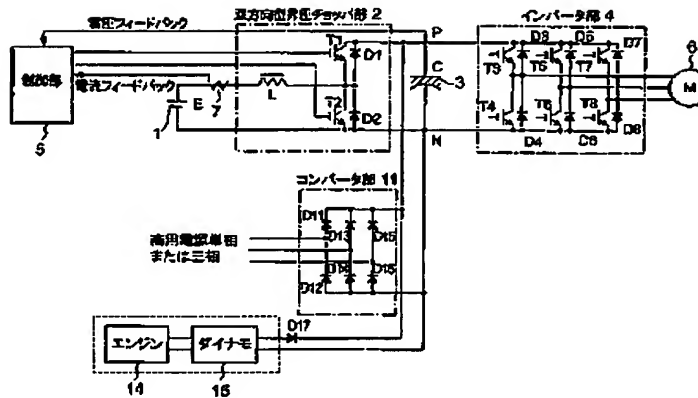 電圧フィードバック
双方向型昇圧チョッパ部 2
P
インバータ部 4
T1
D1
D3
D5
D7
6
制御部
C
3
T3
T5
T7
M
電流フィードバック
E
7
L
T2
D2
T4
T6
T8
D8
1
5
N
D4
D6
コンバータ部 11
D11
D13
D15
商用電源単相
または三相
D14
D16
D12
D17
エンジン
ダイナモ
14
15